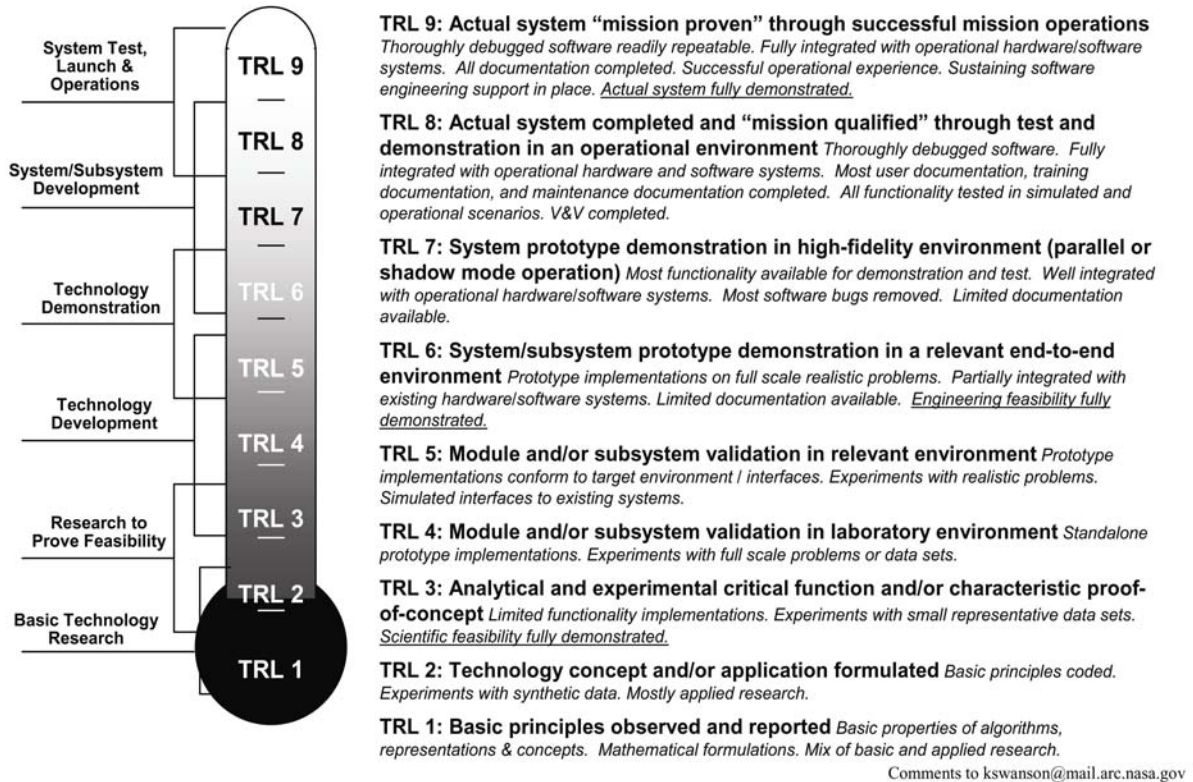 System Test,
Launch &
Operations
System/Subsystem
Development
Technology
Demonstration
Technology
Development
Research to
Prove Feasibility
Basic Technology
Research
TRL 9
TRL 8
TRL 7
TRL 6
TRL 5
TRL 4
TRL 3
TRL 2
TRL 1
TRL 9: Actual system “mission proven” through successful mission operations
Thoroughly debugged software readily repeatable. Fully integrated with operational hardware/software
systems. All documentation completed. Successful operational experience. Sustaining software
engineering support in place. Actual system fully demonstrated.
TRL 8: Actual system completed and “mission qualified” through test and
demonstration in an operational environment Thoroughly debugged software. Fully
integrated with operational hardware and software systems. Most user documentation, training
documentation, and maintenance documentation completed. All functionality tested in simulated and
operational scenarios. V&V completed.
TRL 7: System prototype demonstration in high-fidelity environment (parallel or
shadow mode operation) Most functionality available for demonstration and test. Well integrated
with operational hardware/software systems. Most software bugs removed. Limited documentation
available.
TRL 6: System/subsystem prototype demonstration in a relevant end-to-end
environment Prototype implementations on full scale realistic problems. Partially integrated with
existing hardware/software systems. Limited documentation available. Engineering feasibility fully
demonstrated.
TRL 5: Module and/or subsystem validation in relevant environment Prototype
implementations conform to target environment / interfaces. Experiments with realistic problems.
Simulated interfaces to existing systems.
TRL 4: Module and/or subsystem validation in laboratory environment Standalone
prototype implementations. Experiments with full scale problems or data sets.
TRL 3: Analytical and experimental critical function and/or characteristic proof-
of-concept Limited functionality implementations. Experiments with small representative data sets.
Scientific feasibility fully demonstrated.
TRL 2: Technology concept and/or application formulated Basic principles coded.
Experiments with synthetic data. Mostly applied research.
TRL 1: Basic principles observed and reported Basic properties of algorithms,
representations & concepts. Mathematical formulations. Mix of basic and applied research.
Comments to kswanson@mail.arc.nasa.gov